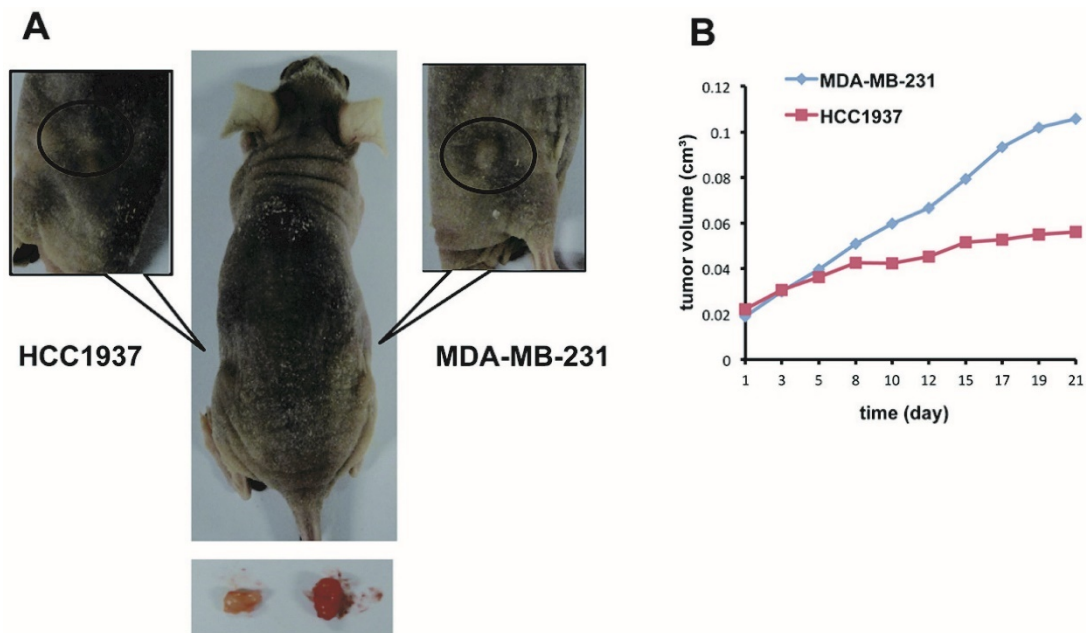 A
HCC1937
MDA-MB-231
B
MDA-MB-231
HCC1937
tumor volume (cm³)
0.12
0.1
0.08
0.06
0.04
0.02
0
1 3 5 8 10 12 15 17 19 21
time (day)